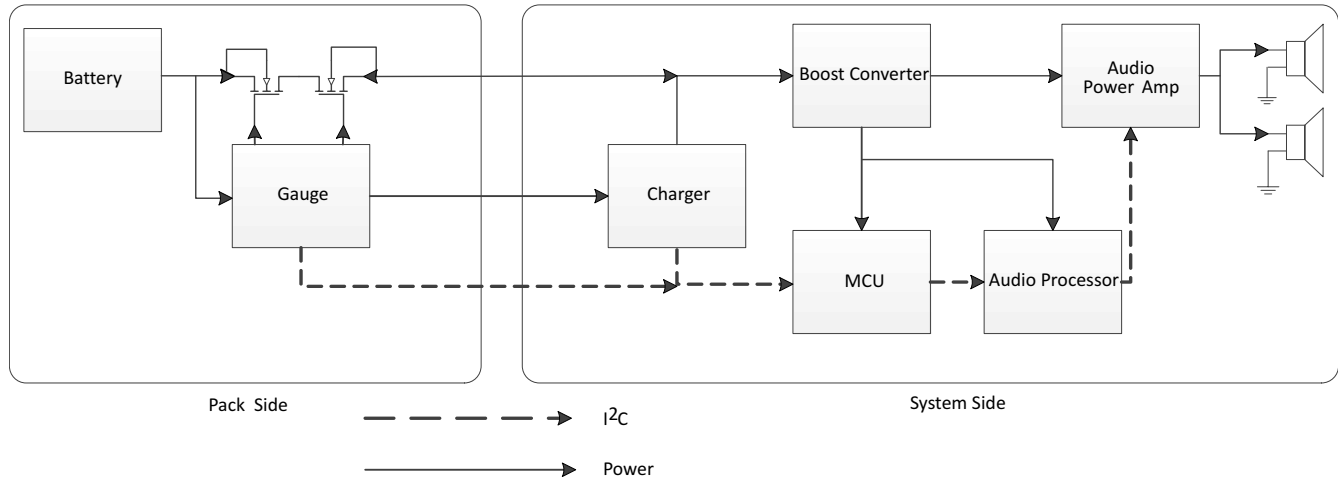 Battery
Boost Converter
Audio
Power Amp
Gauge
Charger
MCU
Audio Processor
Pack Side
System Side
I²C
Power